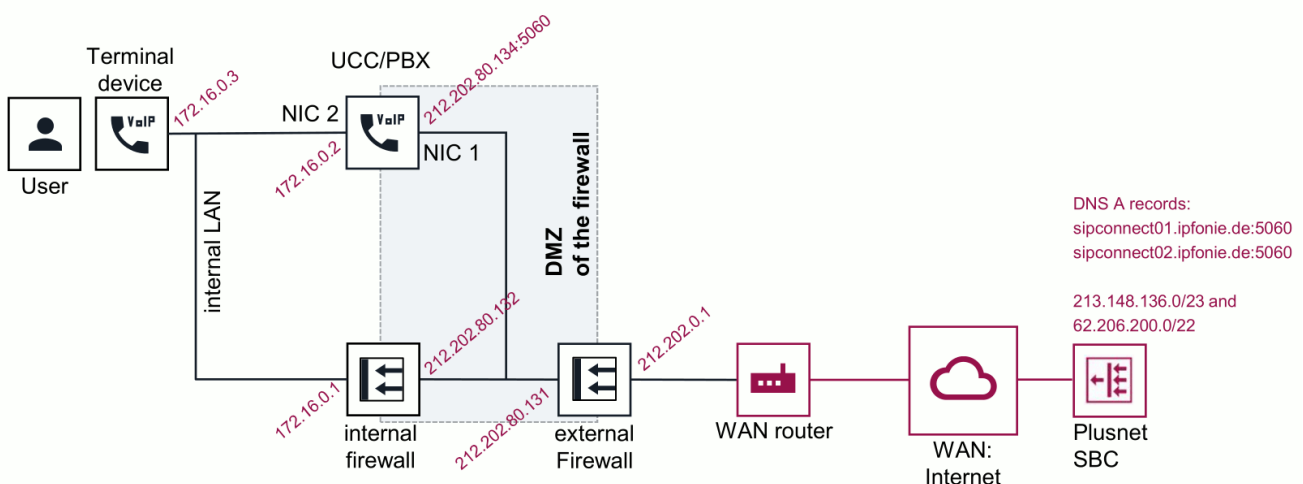 Terminal
device
172.16.0.3
VoIP
User
UCC/PBX
212.202.80.134:5060
NIC 2
VoIP
172.16.0.2
NIC 1
internal LAN
DMZ
of the firewall
212.202.80.132
172.16.0.1
internal
firewall
212.202.80.131
212.202.0.1
external
Firewall
WAN router
WAN:
Internet
DNS A records:
sipconnect01.ipfonie.de:5060
sipconnect02.ipfonie.de:5060
213.148.136.0/23 and
62.206.200.0/22
Plusnet
SBC